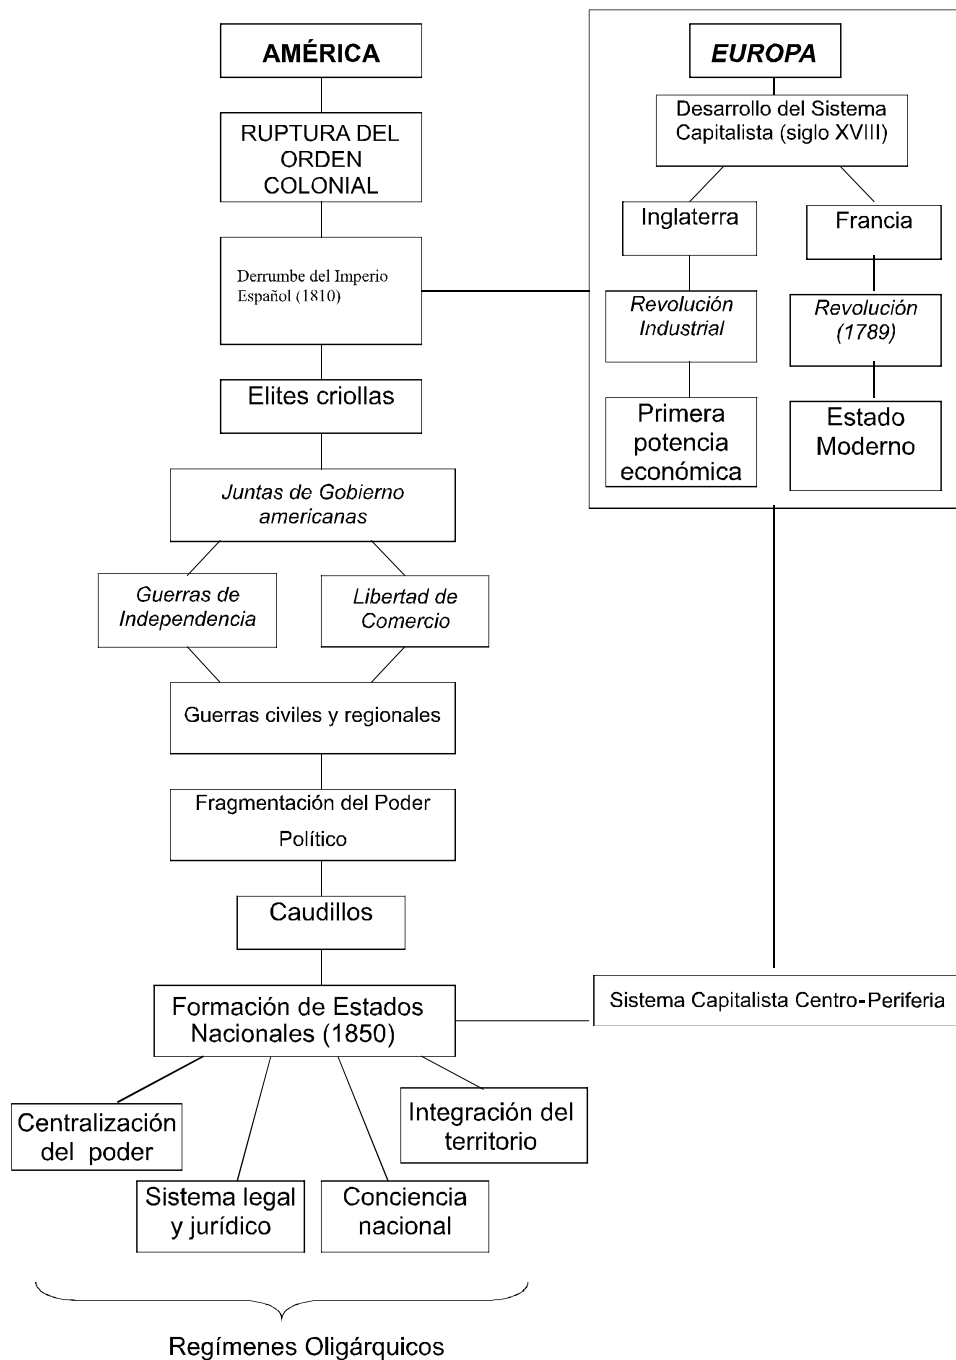 AMÉRICA
RUPTURA DEL
ORDEN
COLONIAL
Derrumbe del Imperio
Español (1810)
Elites criollas
Juntas de Gobierno
americanas
Guerras de
Independencia
Libertad de
Comercio
Guerras civiles y regionales
Fragmentación del Poder
Político
Caudillos
Formación de Estados
Nacionales (1850)
Centralización
del poder
Sistema legal
y jurídico
Conciencia
nacional
Integración del
territorio
Regímenes Oligárquicos
EUROPA
Desarrollo del Sistema
Capitalista (siglo XVIII)
Inglaterra
Revolución
Industrial
Primera
potencia
económica
Francia
Revolución
(1789)
Estado
Moderno
Sistema Capitalista Centro-Periferia